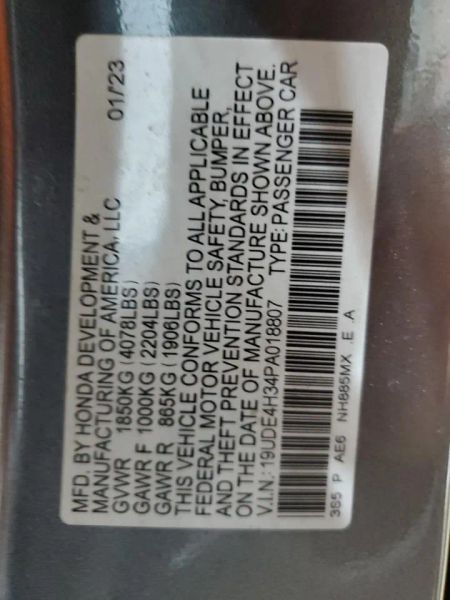 MFD. BY HONDA DEVELOPMENT &
MANUFACTURING OF AMERICA, LLC 01/'23
GVWR 1850KG (4078LBS)
GAWR F 1000KG (2204LBS)
GAWR R 865KG (1906LBS)
THIS VEHICLE CONFORMS TO ALL APPLICABLE
FEDERAL MOTOR VEHICLE SAFETY, BUMPER,
AND THEFT PREVENTION STANDARDS IN EFFECT
ON THE DATE OF MANUFACTURE SHOWN ABOVE.
V.I.N.: 19UDE4H34PA018807 TYPE: PASSENGER CAR
3S5 P AE6 NH885MX .E .A